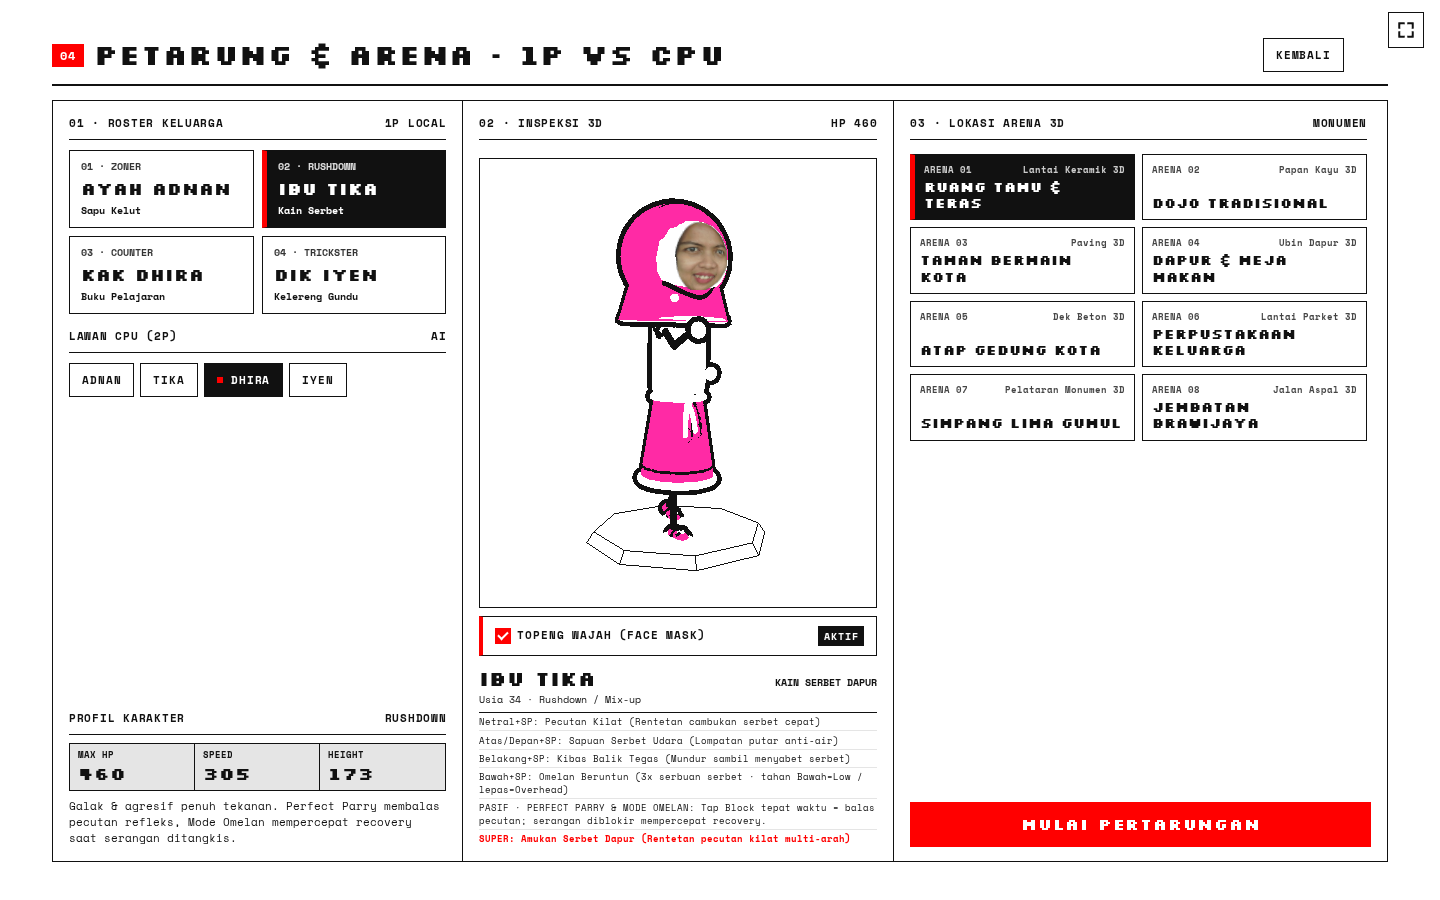 04 PETARUNG & ARENA - 1P VS CPU
KEMBALI
01 · ROSTER KELUARGA 1P LOCAL
01 · ZONER
AYAH ADNAN
Sapu Kelut
02 · RUSHDOWN
IBU TIKA
Kain Serbet
03 · COUNTER
KAK DHIRA
Buku Pelajaran
04 · TRICKSTER
DIK IYEN
Kelereng Gundu
LAWAN CPU (2P) AI
ADNAN TIKA DHIRA IYEN
PROFIL KARAKTER RUSHDOWN
MAX HP
460
SPEED
305
HEIGHT
173
Galak & agresif penuh tekanan. Perfect Parry membalas
pecutan refleks, Mode Omelan mempercepat recovery
saat serangan ditangkis.
02 · INSPEKSI 3D HP 460
TOPENG WAJAH (FACE MASK) AKTIF
IBU TIKA KAIN SERBET DAPUR
Usia 34 · Rushdown / Mix-up
Netral+SP: Pecutan Kilat (Rentetan cambukan serbet cepat)
Atas/Depan+SP: Sapuan Serbet Udara (Lompatan putar anti-air)
Belakang+SP: Kibas Balik Tegas (Mundur sambil menyabet serbet)
Bawah+SP: Omelan Beruntun (3x serbuan serbet · tahan Bawah=Low /
lepas=Overhead)
PASIF · PERFECT PARRY & MODE OMELAN: Tap Block tepat waktu = balas
pecutan; serangan diblokir mempercepat recovery.
SUPER: Amukan Serbet Dapur (Rentetan pecutan kilat multi-arah)
03 · LOKASI ARENA 3D MONUMEN
ARENA 01 Lantai Keramik 3D
RUANG TAMU &
TERAS
ARENA 02 Papan Kayu 3D
DOJO TRADISIONAL
ARENA 03 Paving 3D
TAMAN BERMAIN
KOTA
ARENA 04 Ubin Dapur 3D
DAPUR & MEJA
MAKAN
ARENA 05 Dek Beton 3D
ATAP GEDUNG KOTA
ARENA 06 Lantai Parket 3D
PERPUSTAKAAN
KELUARGA
ARENA 07 Pelataran Monumen 3D
SIMPANG LIMA GUMUL
ARENA 08 Jalan Aspal 3D
JEMBATAN
BRAWIJAYA
MULAI PERTARUNGAN